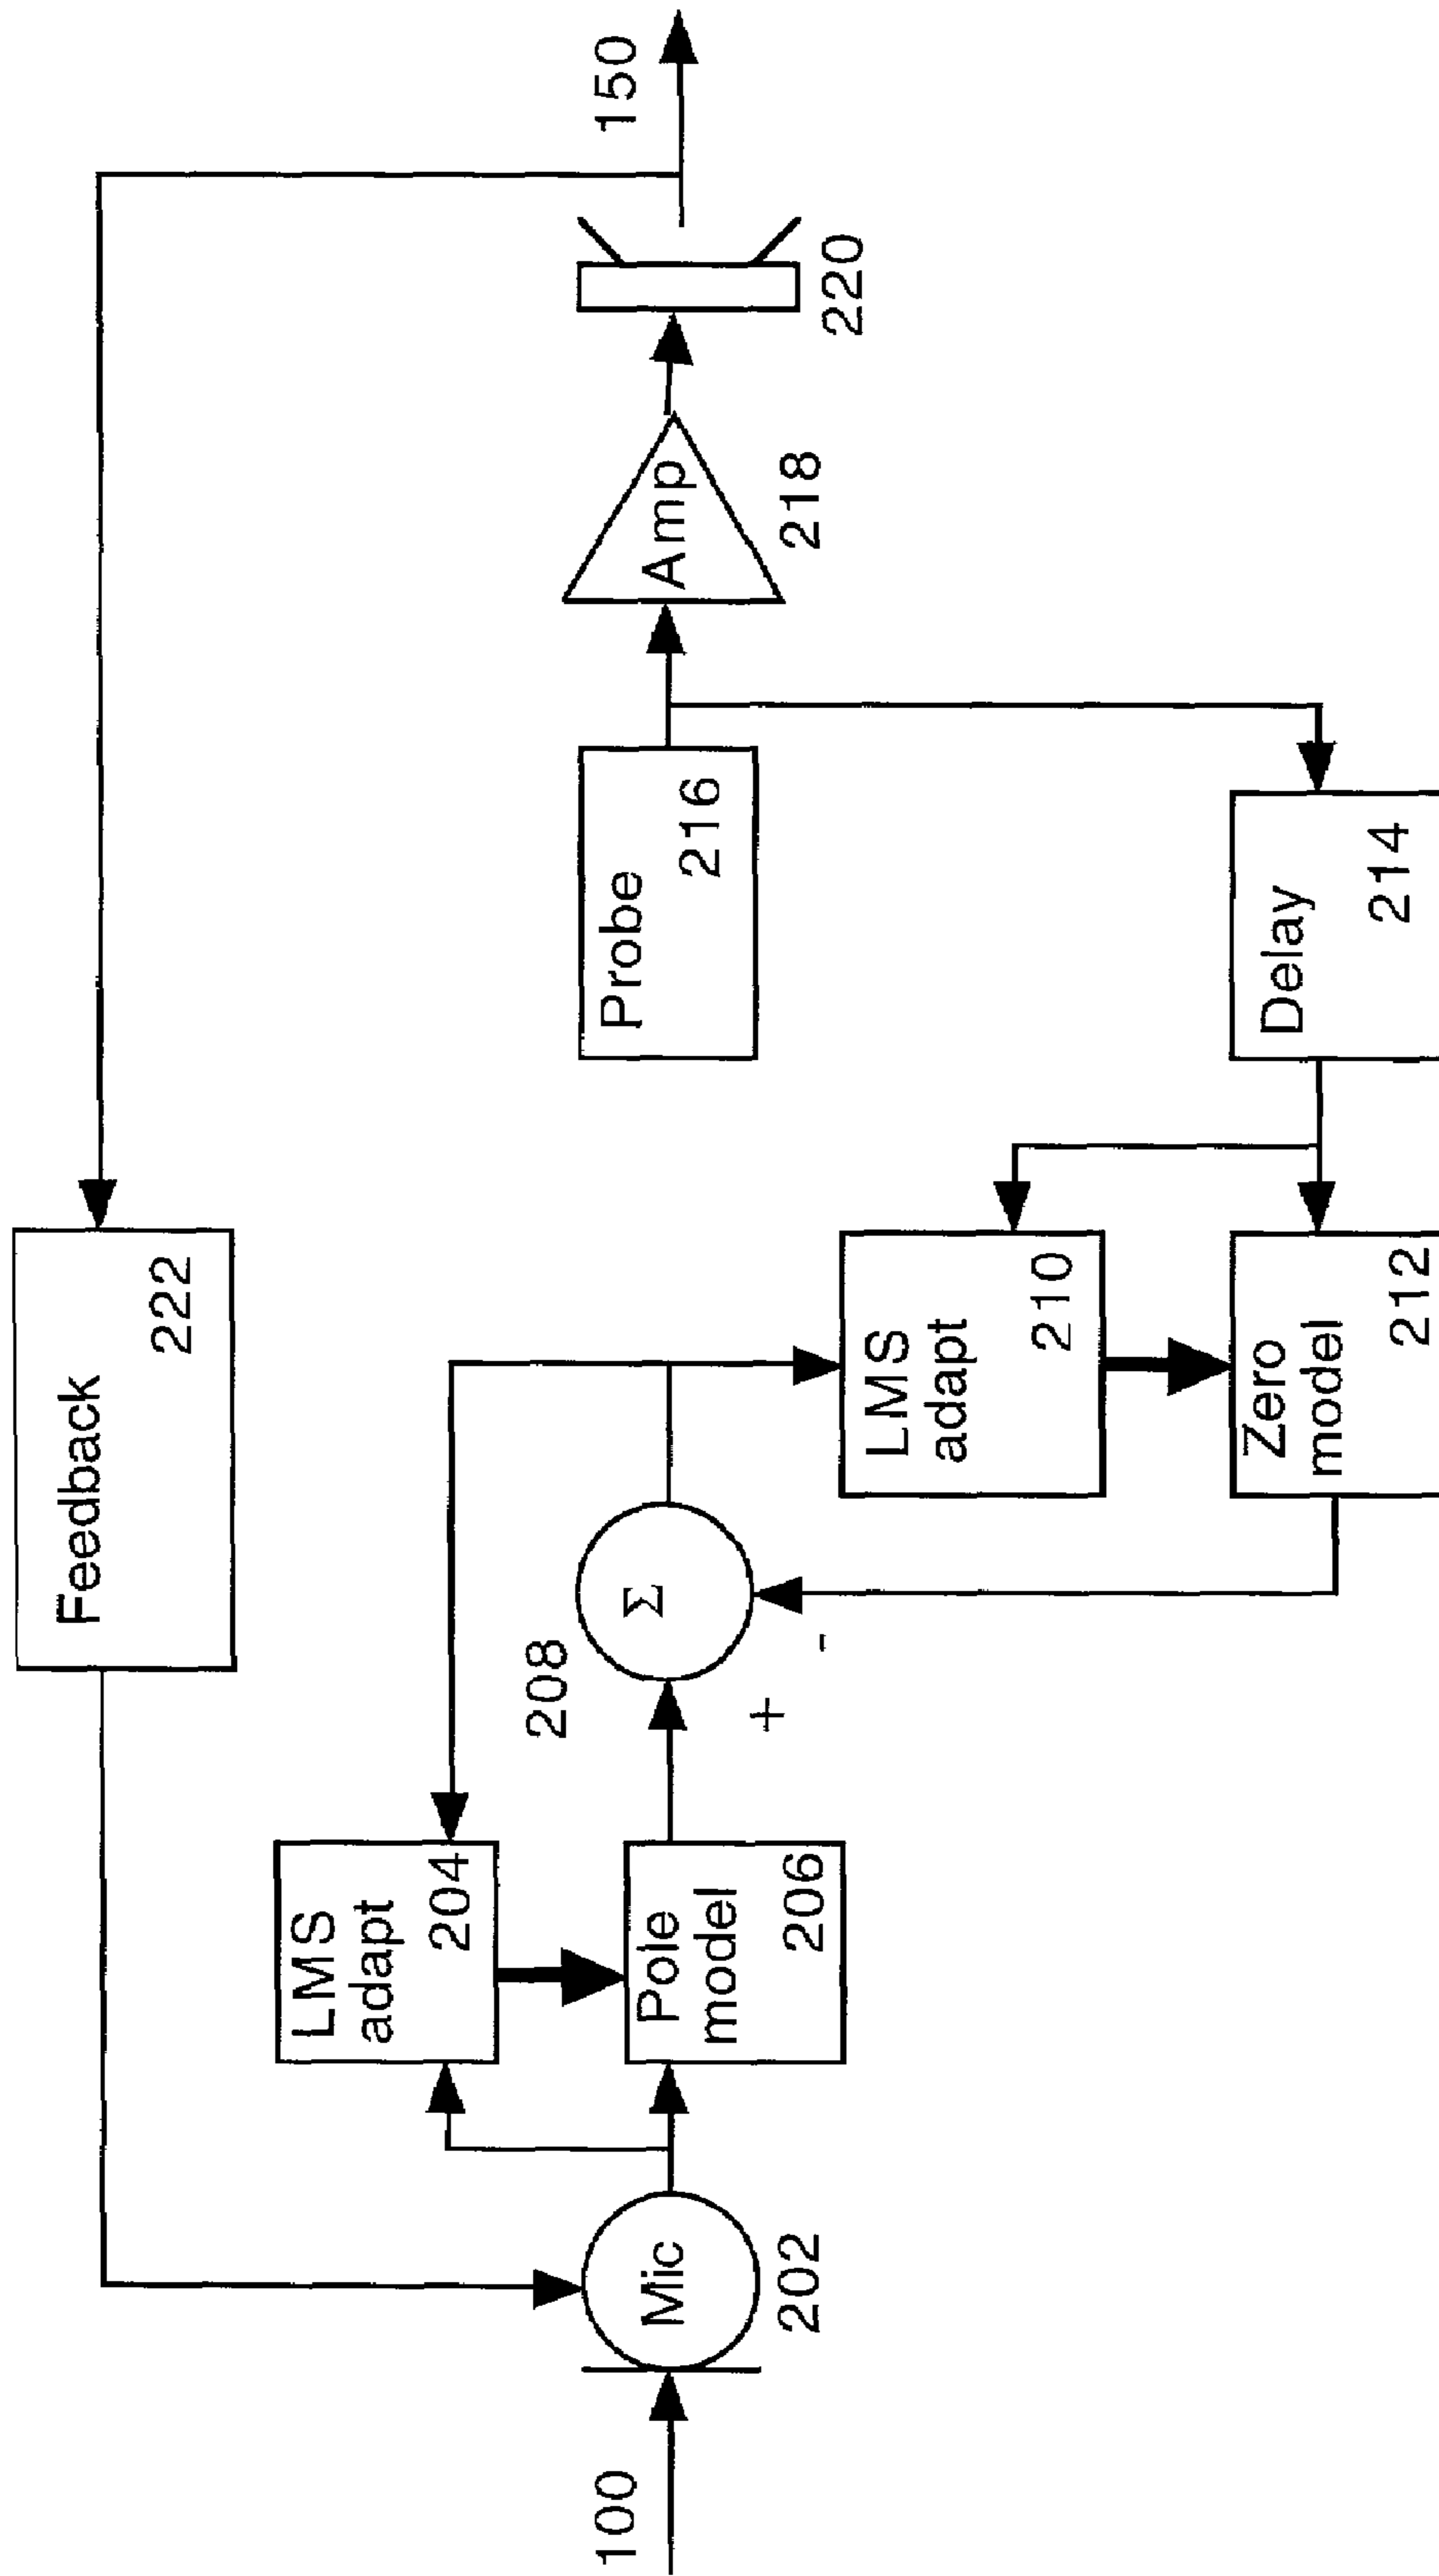 Feedback
222
LMS
adapt
204
208
Σ
Probe
216
Amp
218
220
150
100
Mic
202
Pole
model
206
+
-
LMS
adapt
210
Zero
model
212
Delay
214